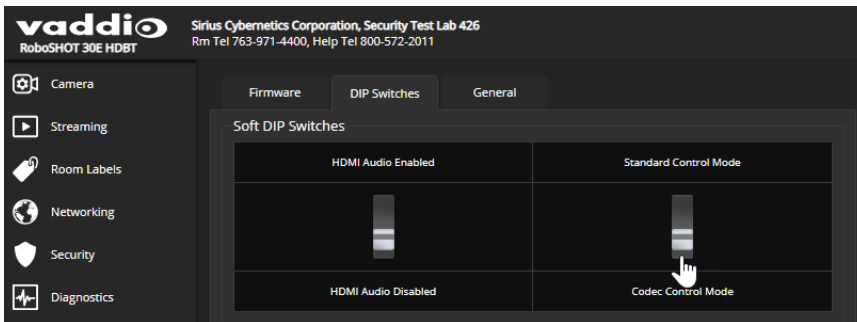 vaddio
RoboSHOT 30E HDBT
Sirius Cybernetics Corporation, Security Test Lab 426
Rm Tel 763-971-4400, Help Tel 800-572-2011
Camera
Streaming
Room Labels
Networking
Security
Diagnostics
Firmware
DIP Switches
General
Soft DIP Switches
HDMI Audio Enabled
Standard Control Mode
HDMI Audio Disabled
Codec Control Mode